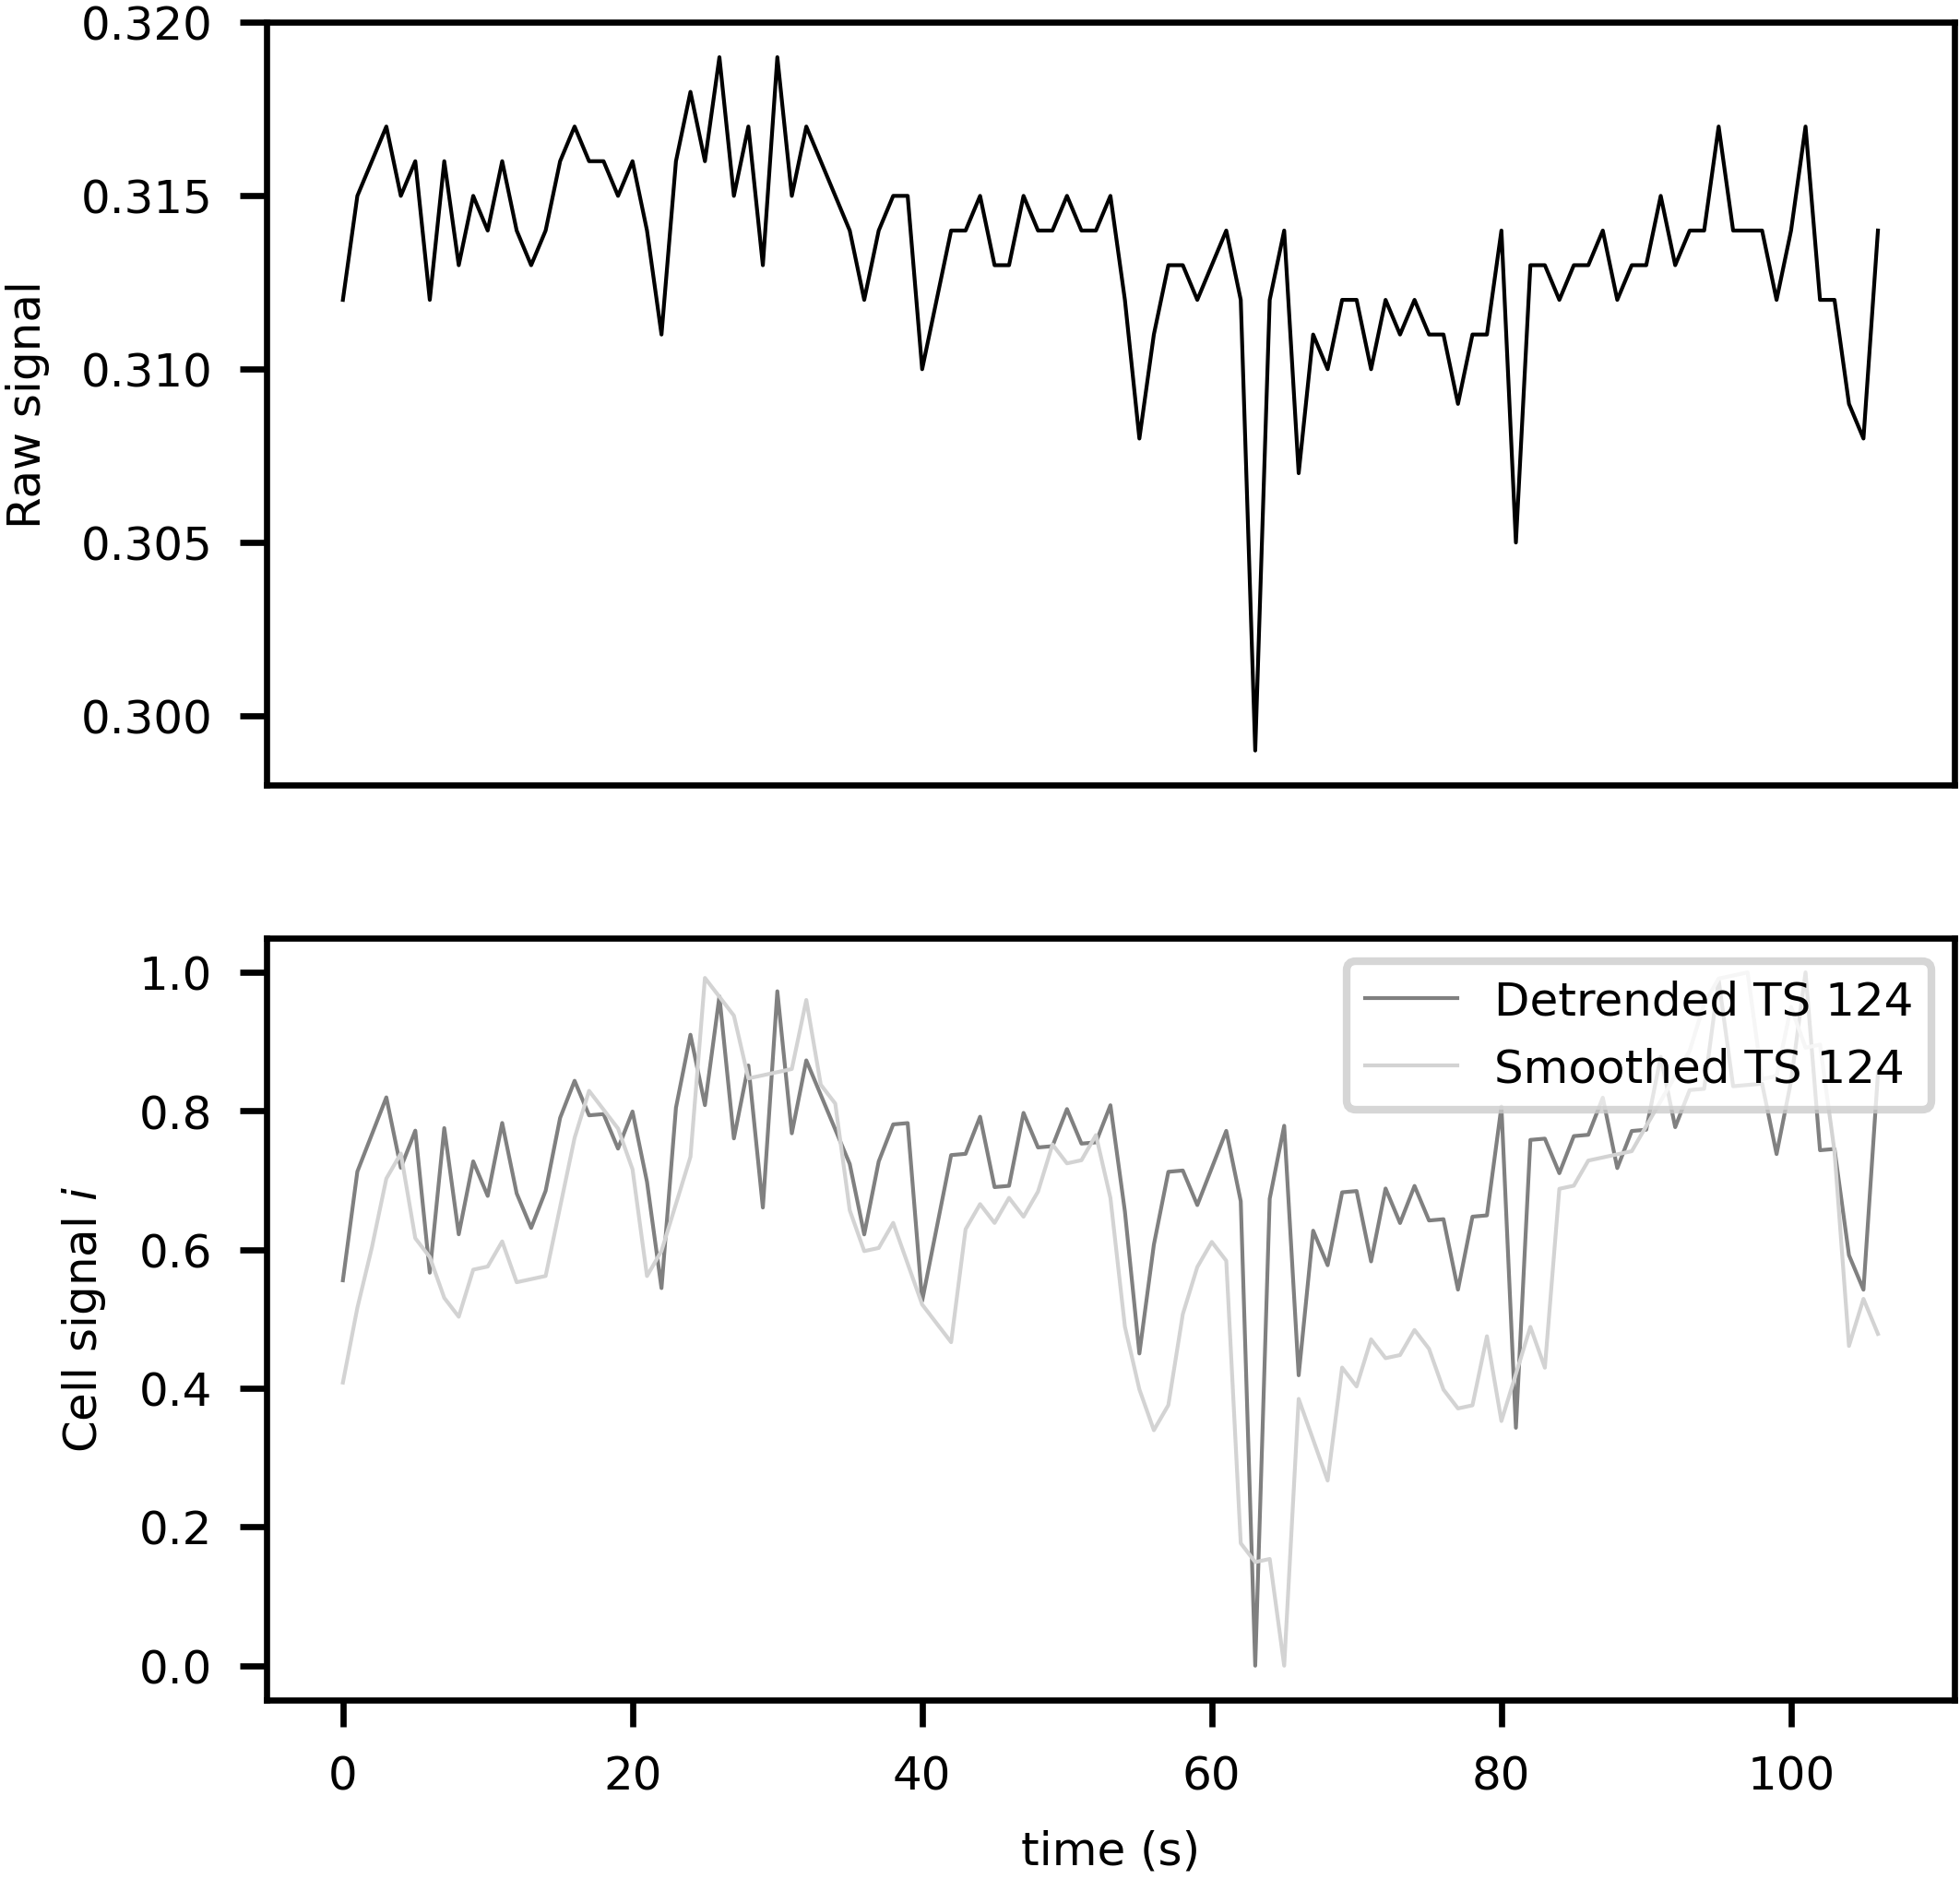 0.320
0.315
0.310
0.305
0.300
Raw signal
1.0
0.8
0.6
0.4
0.2
0.0
Cell signal i
Detrended TS 124
Smoothed TS 124
0 20 40 60 80 100
time (s)